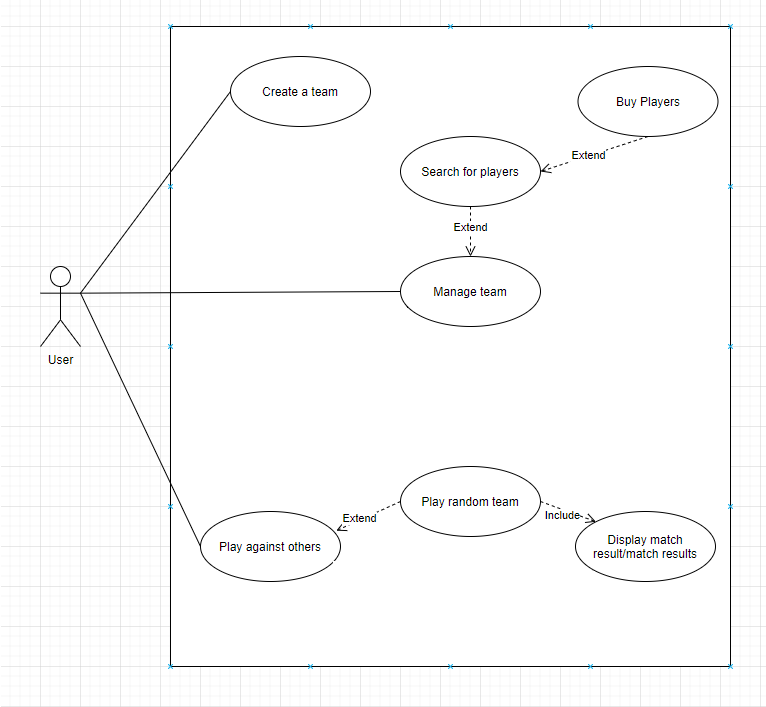 Create a team
Buy Players
Extend
Search for players
Extend
Manage team
User
Play random team
Extend
Include
Play against others
Display match
result/match results